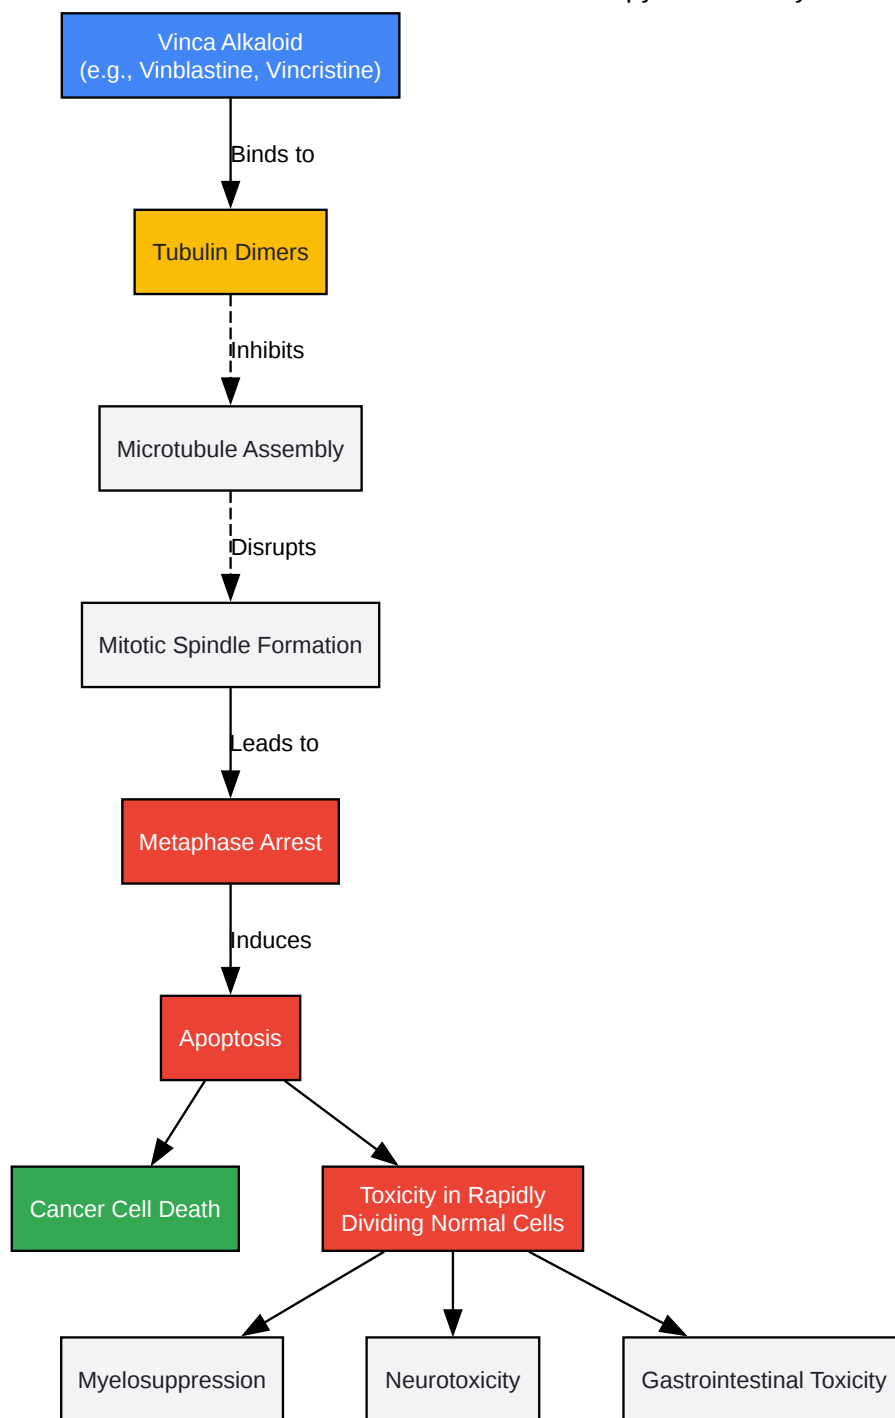 Vinca Alkaloid
(e.g., Vinblastine, Vincristine)
Binds to
Tubulin Dimers
Inhibits
Microtubule Assembly
Disrupts
Mitotic Spindle Formation
Leads to
Metaphase Arrest
Induces
Apoptosis
Cancer Cell Death
Toxicity in Rapidly
Dividing Normal Cells
Myelosuppression
Neurotoxicity
Gastrointestinal Toxicity